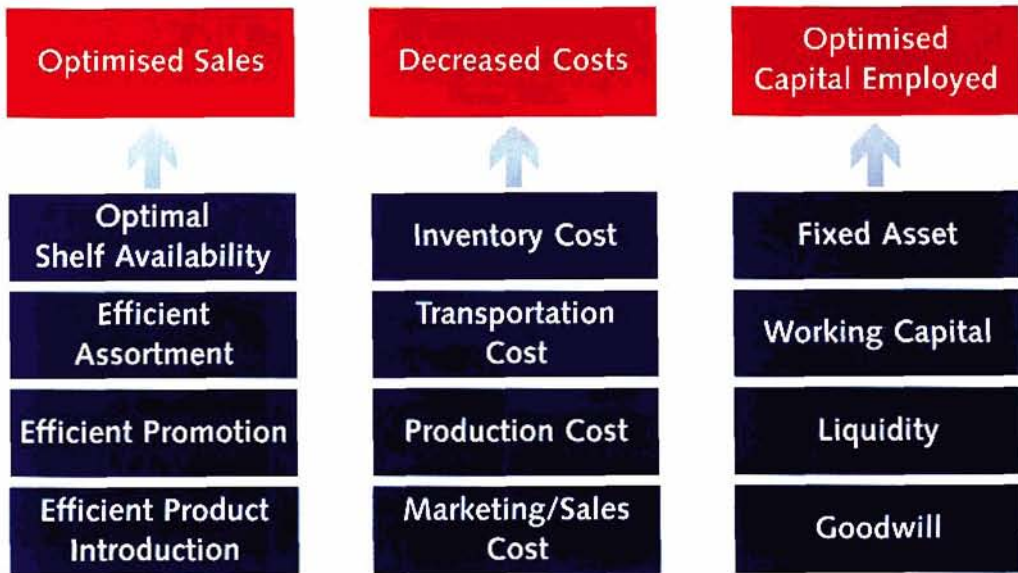 Optimised Sales
Optimal
Shelf Availability
Efficient
Assortment
Efficient Promotion
Efficient Product
Introduction
Decreased Costs
Inventory Cost
Transportation
Cost
Production Cost
Marketing/Sales
Cost
Optimised
Capital Employed
Fixed Asset
Working Capital
Liquidity
Goodwill